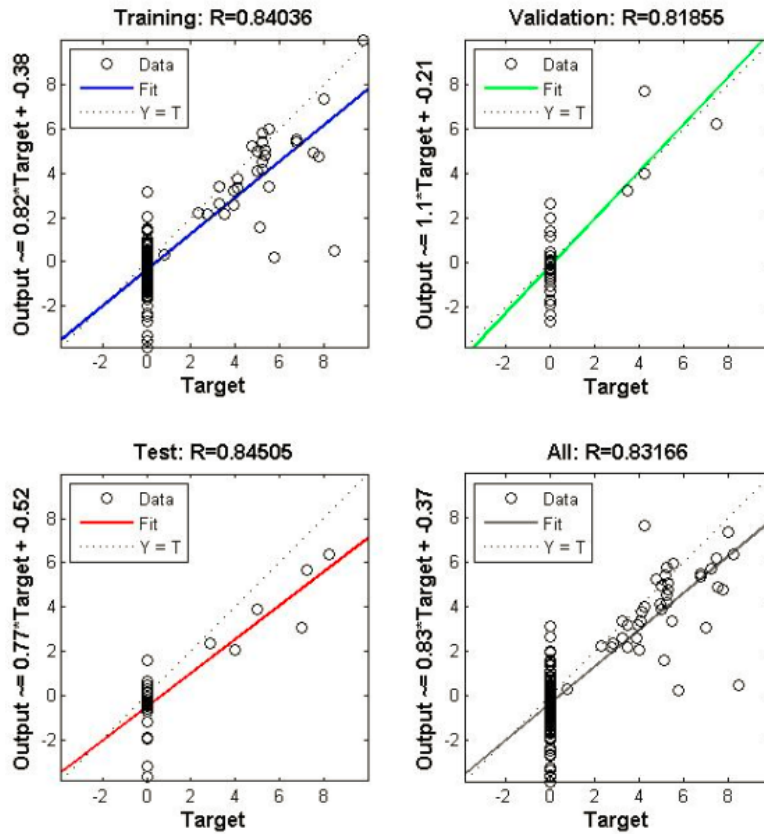 Training: R=0.84036
Output ~= 0.82*Target + -0.38
Data
Fit
Y = T
8
6
4
2
0
-2
-2 0 2 4 6 8
Target
Validation: R=0.81855
Output ~= 1.1*Target + -0.21
Data
Fit
Y = T
8
6
4
2
0
-2
-2 0 2 4 6 8
Target
Test: R=0.84505
Output ~= 0.77*Target + -0.52
Data
Fit
Y = T
8
6
4
2
0
-2
-2 0 2 4 6 8
Target
All: R=0.83166
Output ~= 0.83*Target + -0.37
Data
Fit
Y = T
8
6
4
2
0
-2
-2 0 2 4 6 8
Target